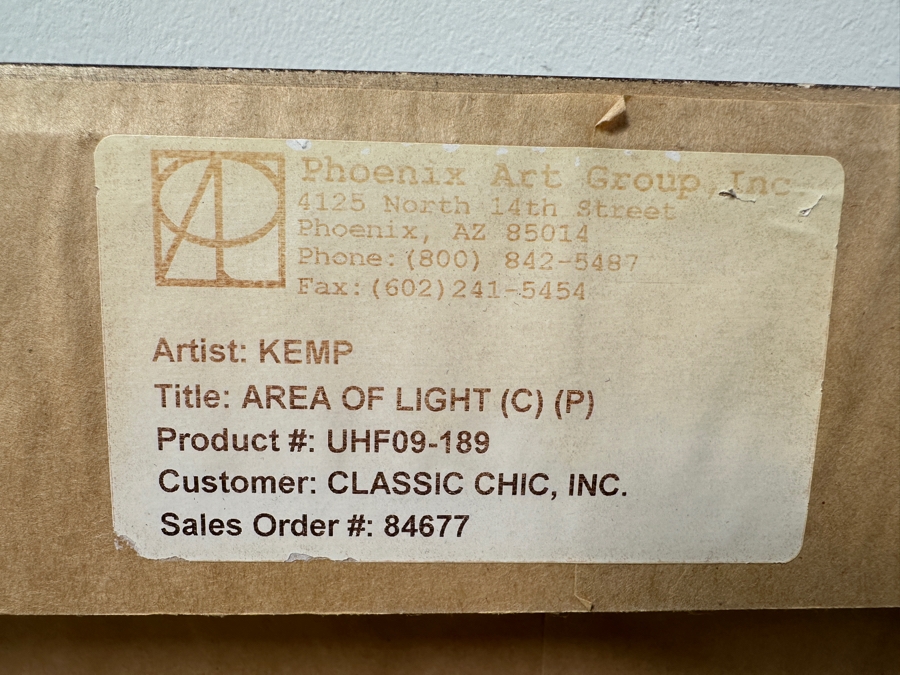 Phoenix Art Group, Inc
4125 North 14th Street
Phoenix, AZ 85014
Phone:(800) 842-5487
Fax:(602)241-5454
Artist: KEMP
Title: AREA OF LIGHT (C) (P)
Product #: UHF09-189
Customer: CLASSIC CHIC, INC.
Sales Order #: 84677